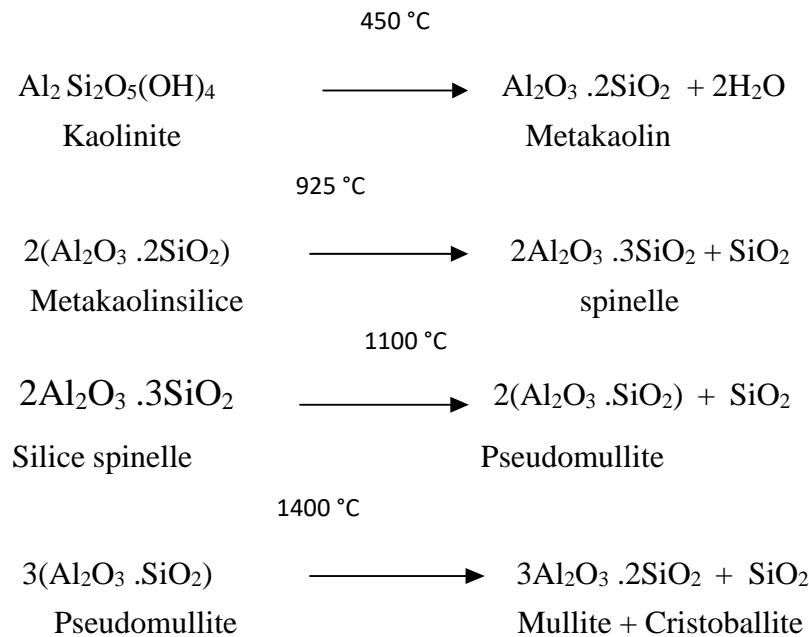 450 °C
Al₂ Si₂O₅(OH)₄ → Al₂O₃ .2SiO₂ + 2H₂O
Kaolinite Metakaolin
925 °C
2(Al₂O₃ .2SiO₂) → 2Al₂O₃ .3SiO₂ + SiO₂
Metakaolinsilice spinelle
1100 °C
2Al₂O₃ .3SiO₂ → 2(Al₂O₃ .SiO₂) + SiO₂
Silice spinelle Pseudomullite
1400 °C
3(Al₂O₃ .SiO₂) → 3Al₂O₃ .2SiO₂ + SiO₂
Pseudomullite Mullite + Cristoballite